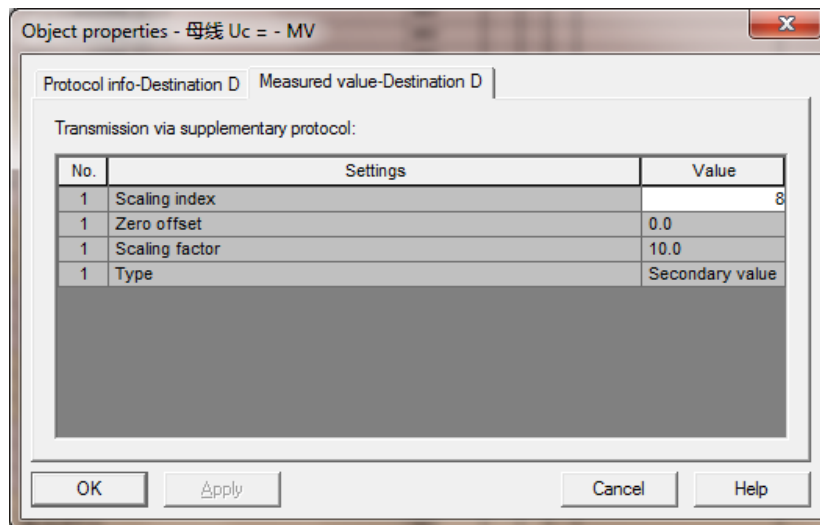 Object properties - 母线 Uc = - MV
Protocol info-Destination D Measured value-Destination D
Transmission via supplementary protocol:
No. Settings Value
1 Scaling index 8
1 Zero offset 0.0
1 Scaling factor 10.0
1 Type Secondary value
OK Apply Cancel Help